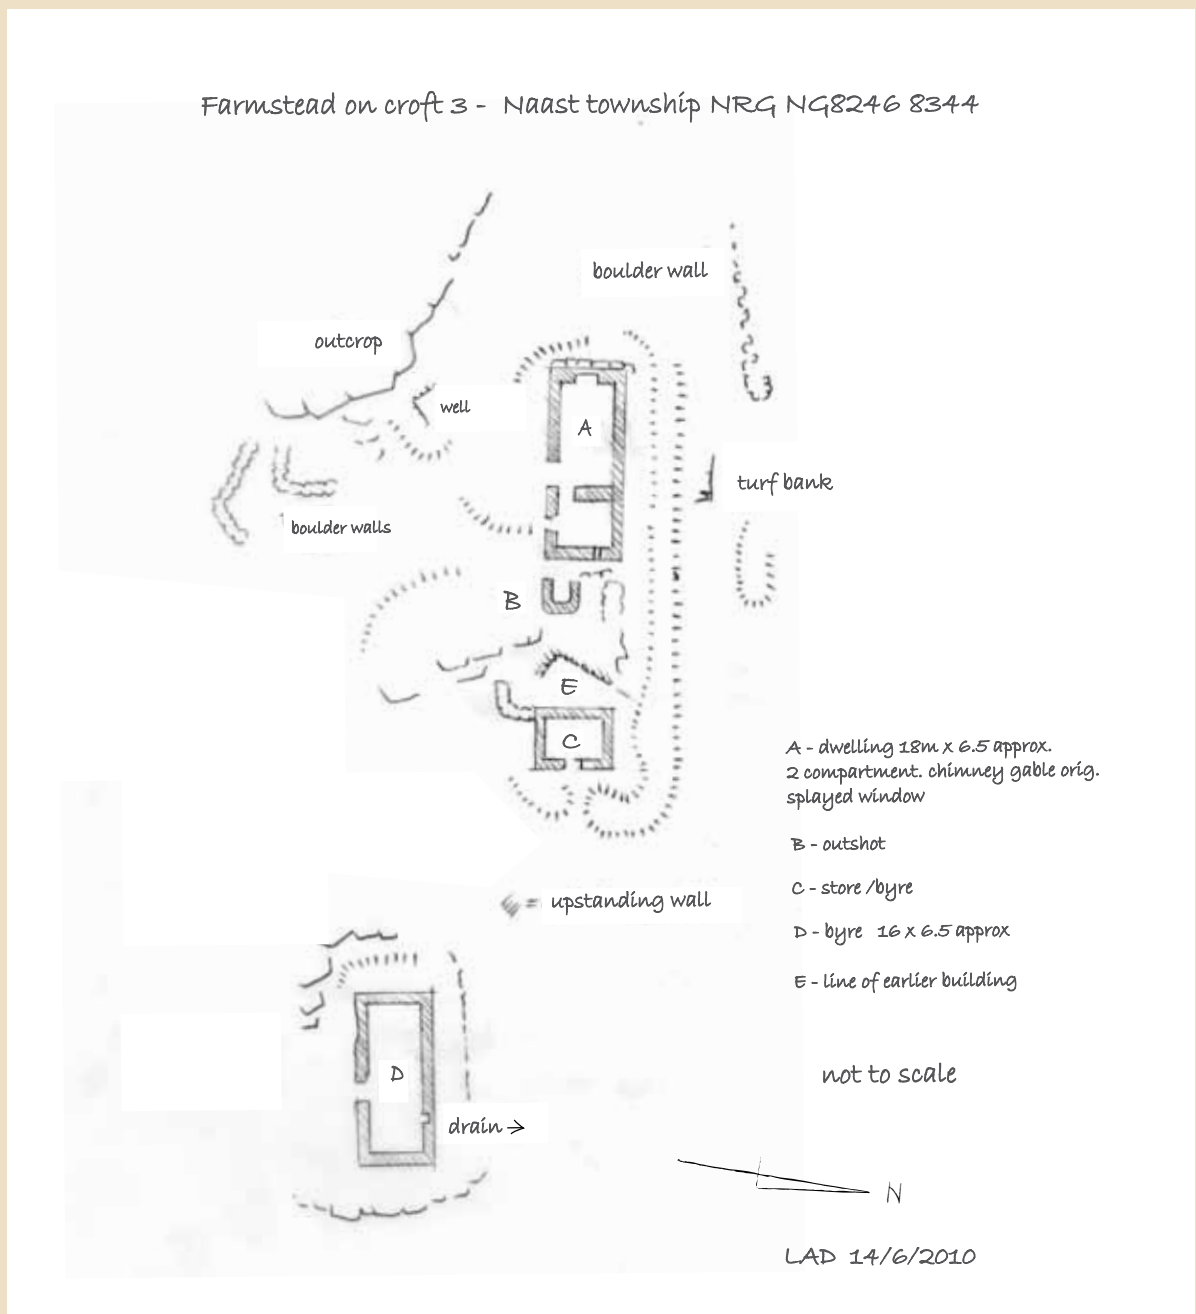 Farmstead on croft 3 - Naast township NRG NG8246 8344
boulder wall
outcrop
well
A
turf bank
boulder walls
B
E
C
A - dwelling 18m x 6.5 approx.
2 compartment. chimney gable orig.
splayed window
B - outshot
C - store /byre
D - byre 16 x 6.5 approx
E - line of earlier building
= upstanding wall
D
drain →
not to scale
N
LAD 14/6/2010